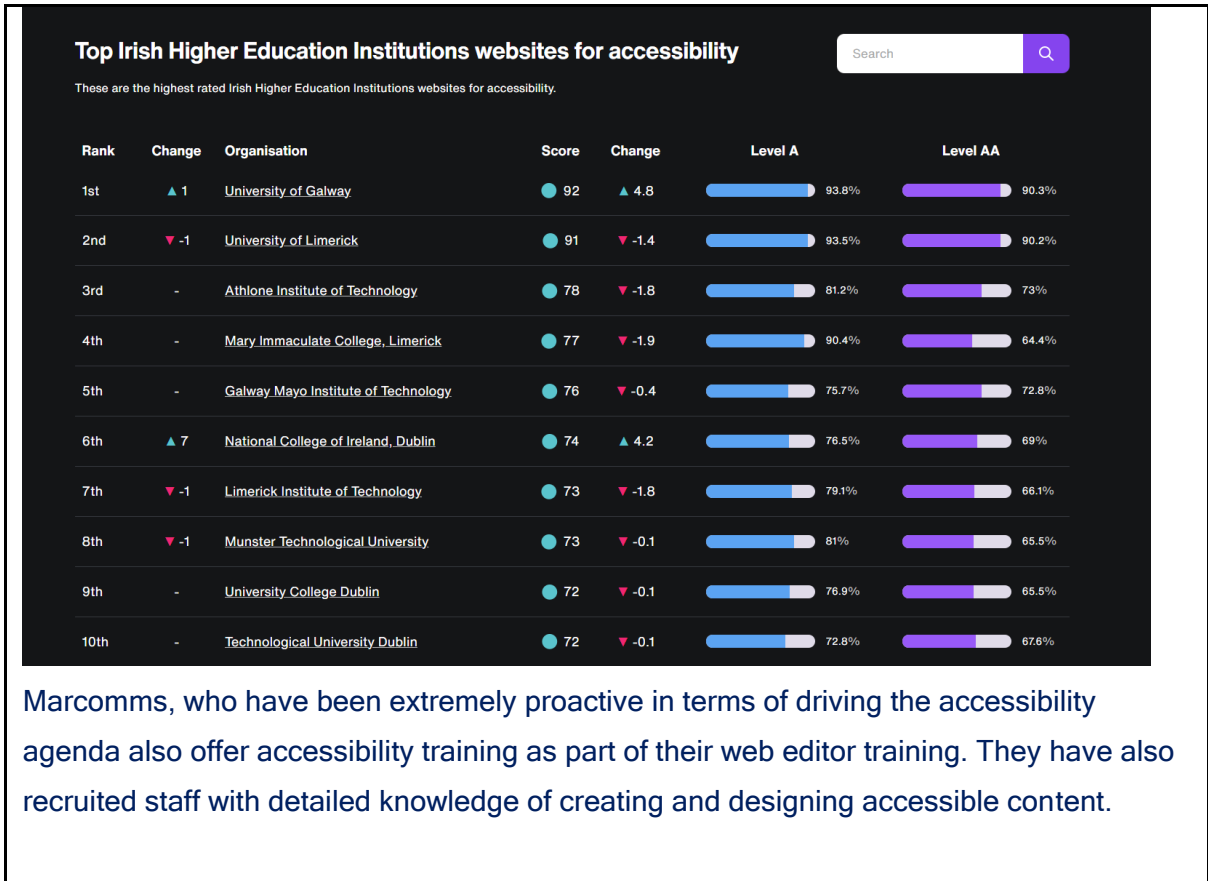 Top Irish Higher Education Institutions websites for accessibility
Search
These are the highest rated Irish Higher Education Institutions websites for accessibility.
Rank Change Organisation Score Change Level A Level AA
1st ▲ 1 University of Galway 92 ▲ 4.8 93.8% 90.3%
2nd ▼ -1 University of Limerick 91 ▼ -1.4 93.5% 90.2%
3rd - Athlone Institute of Technology 78 ▼ -1.8 81.2% 73%
4th - Mary Immaculate College, Limerick 77 ▼ -1.9 90.4% 64.4%
5th - Galway Mayo Institute of Technology 76 ▼ -0.4 75.7% 72.8%
6th ▲ 7 National College of Ireland, Dublin 74 ▲ 4.2 76.5% 69%
7th ▼ -1 Limerick Institute of Technology 73 ▼ -1.8 79.1% 66.1%
8th ▼ -1 Munster Technological University 73 ▼ -0.1 81% 65.5%
9th - University College Dublin 72 ▼ -0.1 76.9% 65.5%
10th - Technological University Dublin 72 ▼ -0.1 72.8% 67.6%
Marcomms, who have been extremely proactive in terms of driving the accessibility
agenda also offer accessibility training as part of their web editor training. They have also
recruited staff with detailed knowledge of creating and designing accessible content.